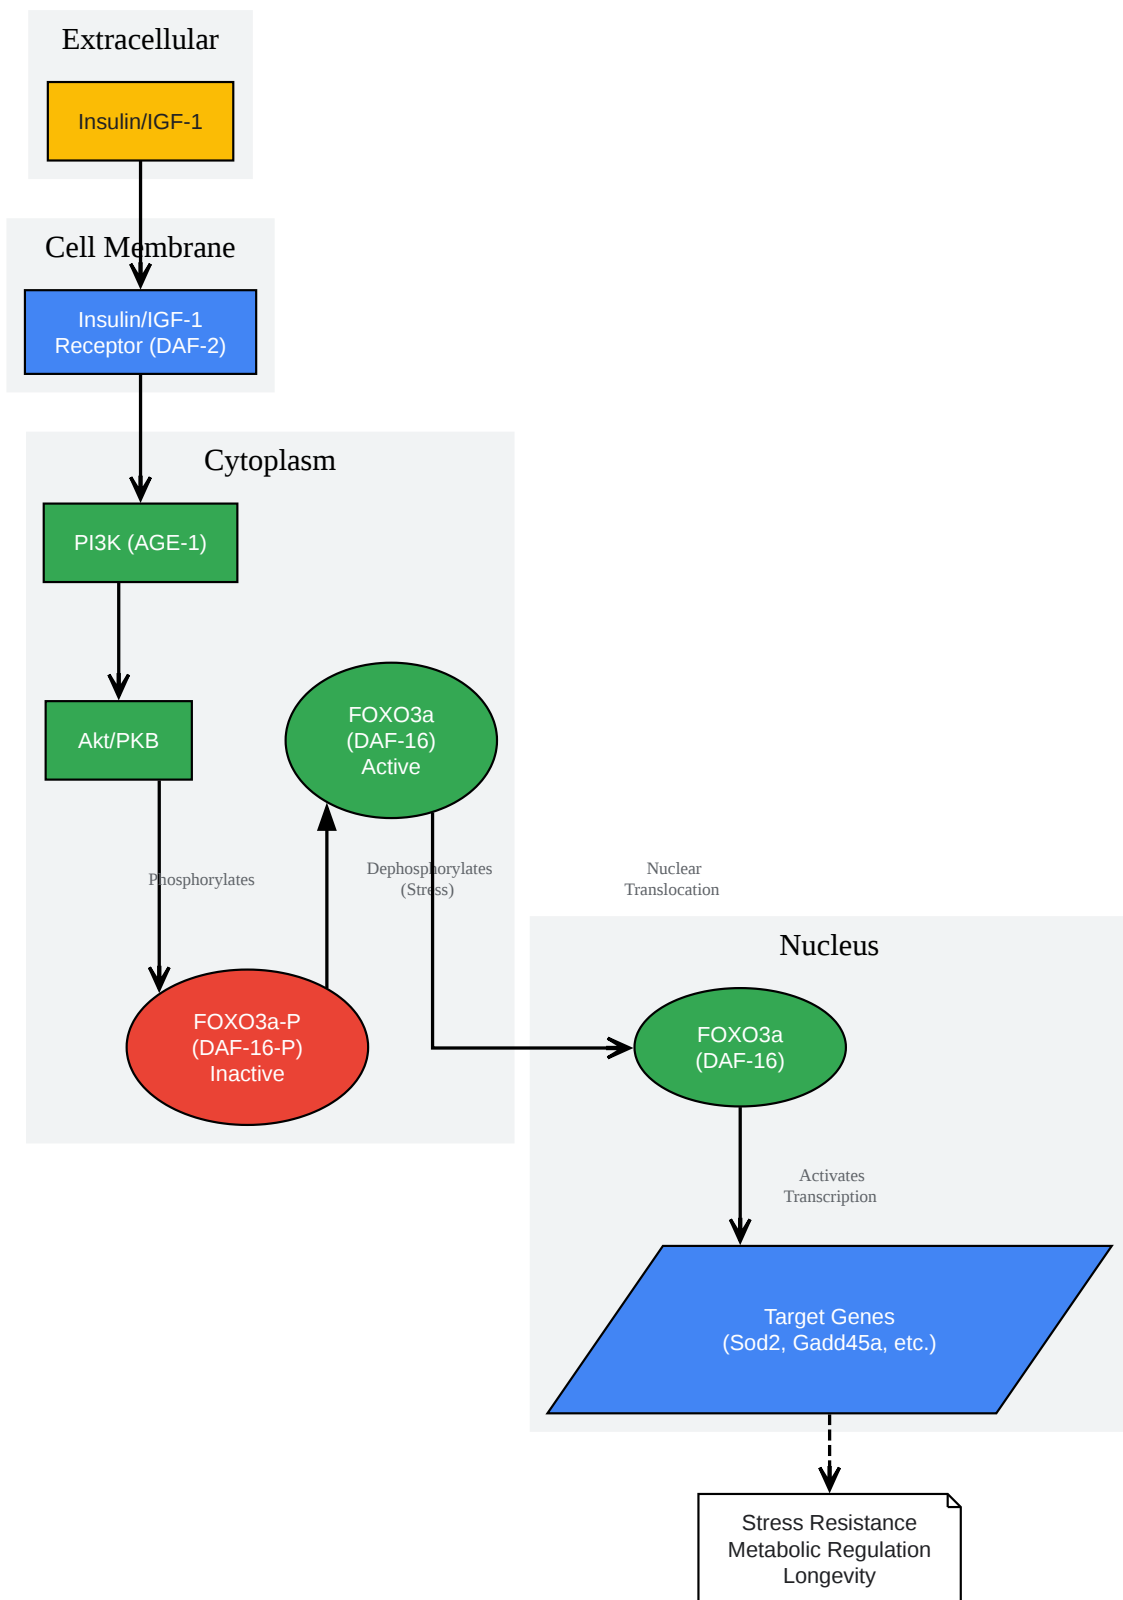 Extracellular
Insulin/IGF-1
Cell Membrane
Insulin/IGF-1
Receptor (DAF-2)
Cytoplasm
PI3K (AGE-1)
Akt/PKB
FOXO3a
(DAF-16)
Active
Phosphorylates
Dephosphorylates
(Stress)
Nuclear
Translocation
FOXO3a-P
(DAF-16-P)
Inactive
Nucleus
FOXO3a
(DAF-16)
Activates
Transcription
Target Genes
(Sod2, Gadd45a, etc.)
Stress Resistance
Metabolic Regulation
Longevity